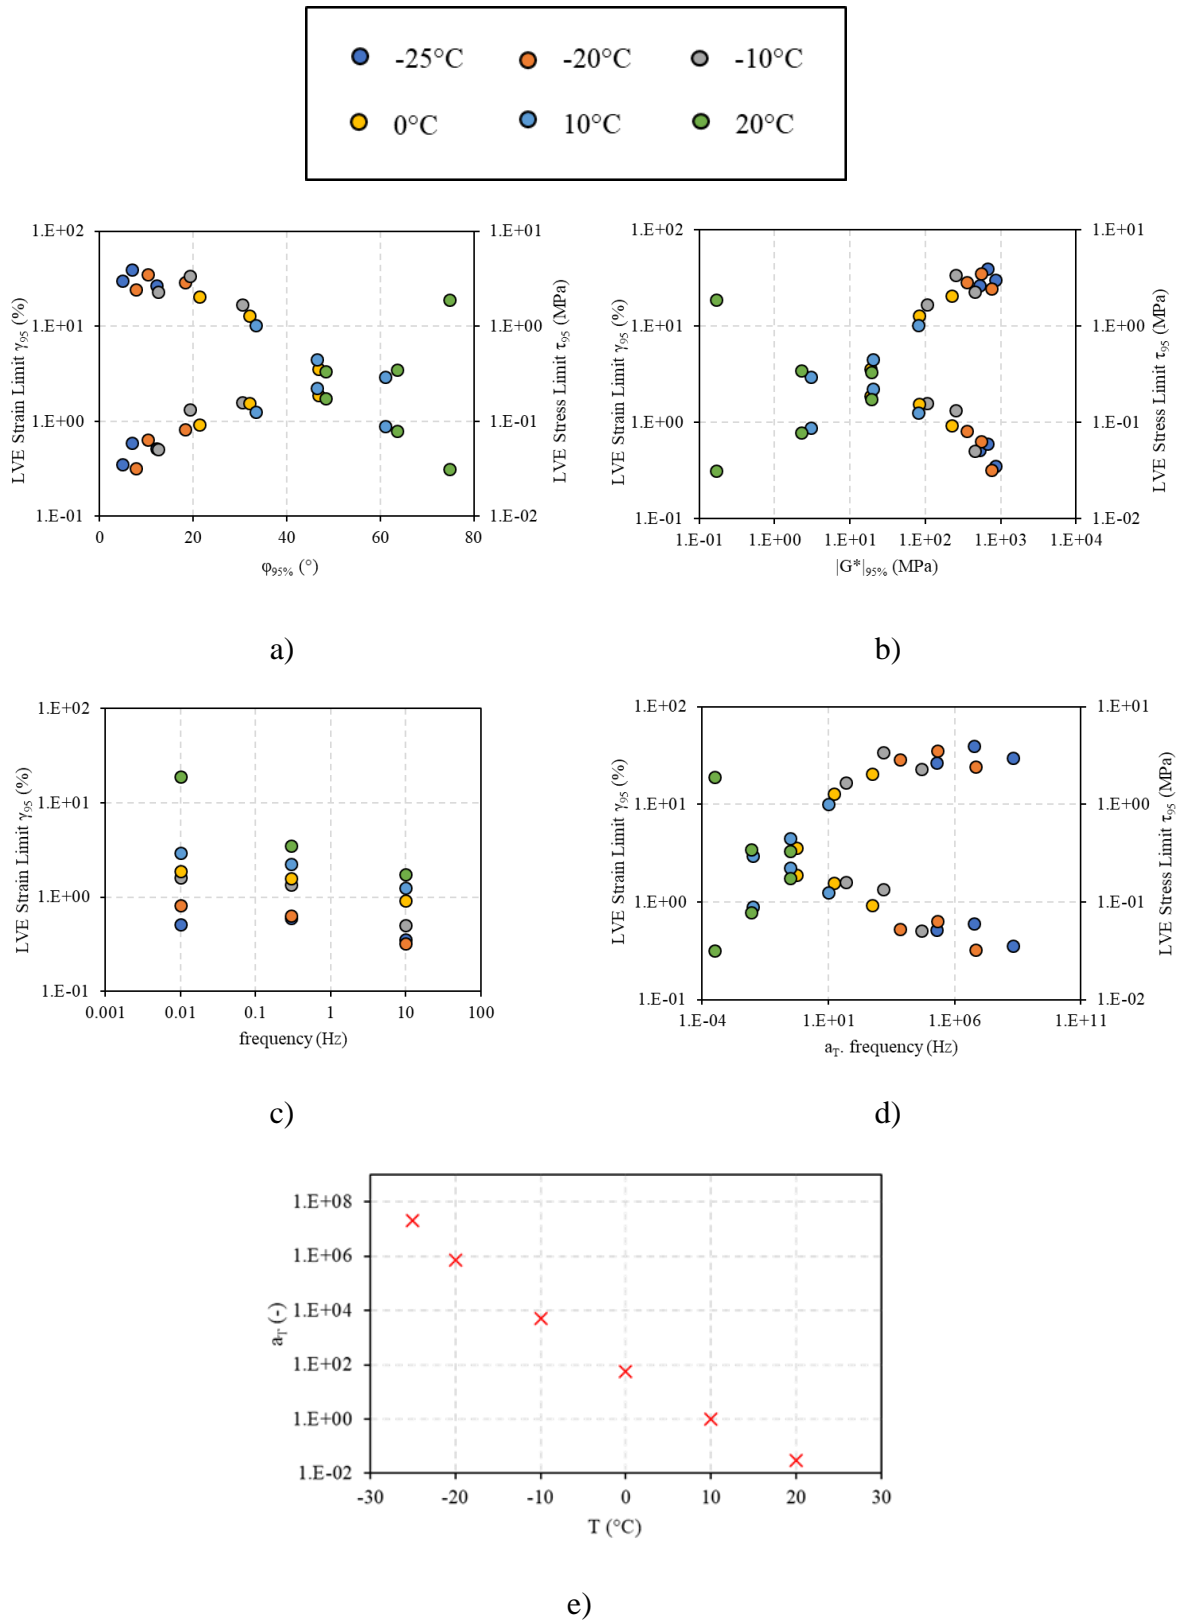 -25°C -20°C -10°C
0°C 10°C 20°C
LVE Strain Limit γ95 (%)
1.E+02
1.E+01
1.E+00
1.E-01
0 20 40 60 80
φ95% (°)
1.E+01
1.E+00
1.E-01
1.E-02
LVE Stress Limit τ95 (MPa)
a)
LVE Strain Limit γ95 (%)
1.E+02
1.E+01
1.E+00
1.E-01
1.E-01 1.E+00 1.E+01 1.E+02 1.E+03 1.E+04
|G*|95% (MPa)
1.E+01
1.E+00
1.E-01
1.E-02
LVE Stress Limit τ95 (MPa)
b)
LVE Strain Limit γ95 (%)
1.E+02
1.E+01
1.E+00
1.E-01
0.001 0.01 0.1 1 10 100
frequency (Hz)
c)
LVE Strain Limit γ95 (%)
1.E+02
1.E+01
1.E+00
1.E-01
1.E-04 1.E+01 1.E+06 1.E+11
aT. frequency (Hz)
1.E+01
1.E+00
1.E-01
1.E-02
LVE Stress Limit τ95 (MPa)
d)
aT (-)
1.E+08
1.E+06
1.E+04
1.E+02
1.E+00
1.E-02
-30 -20 -10 0 10 20 30
T (°C)
e)